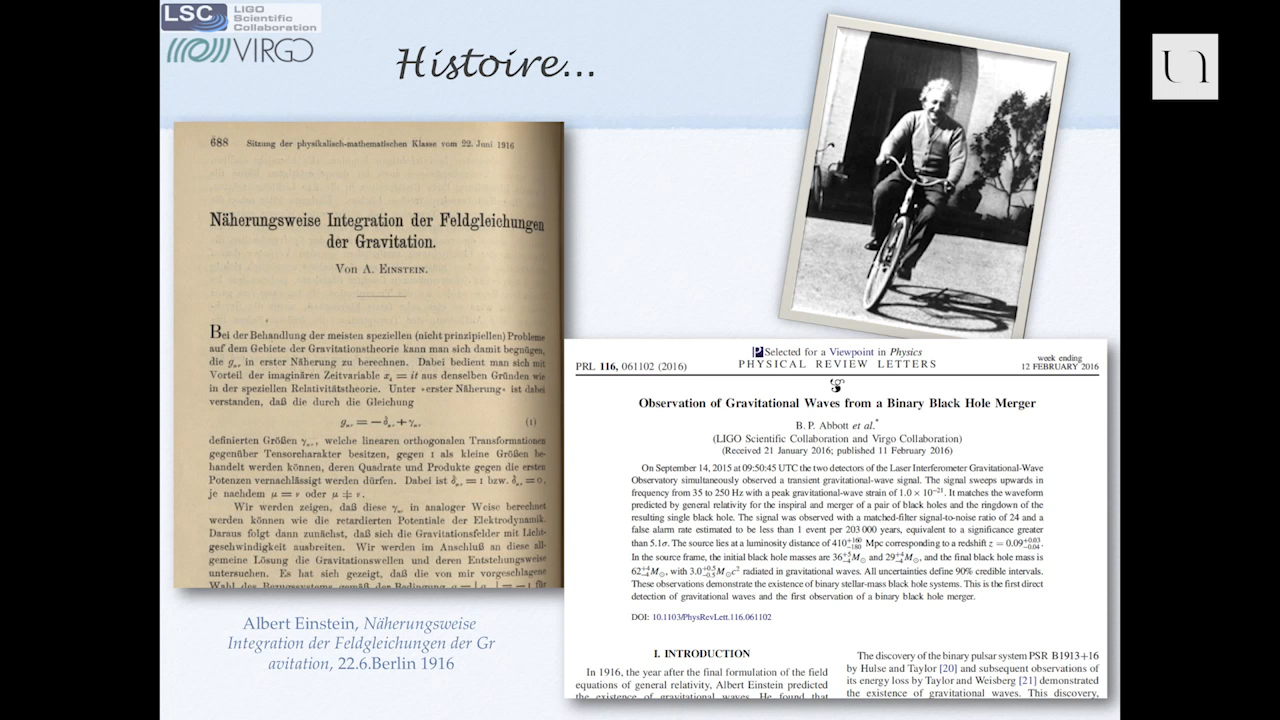 LSC
LIGO
Scientific
Collaboration
VIRGO
Histoire...
688 Sitzung der physikalisch-mathematischen Klasse vom 22. Juni 1916
Näherungsweise Integration der Feldgleichungen
der Gravitation.
Von A. Einstein.
Bei der Behandlung der meisten speziellen (nicht prinzipiellen) Probleme
auf dem Gebiete der Gravitationstheorie kann man sich damit begnügen,
die gμν in erster Näherung zu berechnen. Dabei bedient man sich mit
Vorteil der imaginären Zeitvariable x₄ = it aus denselben Gründen wie
in der speziellen Relativitätstheorie. Unter »erster Näherung« ist dabei
verstanden, daß die durch die Gleichung
gμν = −δμν + γμν (1)
definierten Größen γμν, welche linearen orthogonalen Transformationen
gegenüber Tensorcharakter besitzen, gegen 1 als kleine Größen be-
handelt werden können, deren Quadrate und Produkte gegen die ersten
Potenzen vernachlässigt werden dürfen. Dabei ist δμν = 1 bzw. δμν = 0,
je nachdem μ = ν oder μ ≠ ν.
Wir werden zeigen, daß diese γμν in analoger Weise berechnet
werden können wie die retardierten Potentiale der Elektrodynamik.
Daraus folgt dann zunächst, daß sich die Gravitationsfelder mit Licht-
geschwindigkeit ausbreiten. Wir werden im Anschluß an diese all-
gemeine Lösung die Gravitationswellen und deren Entstehungsweise
untersuchen. Es hat sich gezeigt, daß die von mir vorgeschlagene
Wahl des Bezugssystems gemäß der Bedingung g = |gμν| = −1 für
Albert Einstein, Näherungsweise
Integration der Feldgleichungen der Gr
avitation, 22.6.Berlin 1916
Selected for a Viewpoint in Physics
PRL 116, 061102 (2016) PHYSICAL REVIEW LETTERS week ending
12 FEBRUARY 2016
Observation of Gravitational Waves from a Binary Black Hole Merger
B. P. Abbott et al.*
(LIGO Scientific Collaboration and Virgo Collaboration)
(Received 21 January 2016; published 11 February 2016)
On September 14, 2015 at 09:50:45 UTC the two detectors of the Laser Interferometer Gravitational-Wave
Observatory simultaneously observed a transient gravitational-wave signal. The signal sweeps upwards in
frequency from 35 to 250 Hz with a peak gravitational-wave strain of 1.0 × 10⁻²¹. It matches the waveform
predicted by general relativity for the inspiral and merger of a pair of black holes and the ringdown of the
resulting single black hole. The signal was observed with a matched-filter signal-to-noise ratio of 24 and a
false alarm rate estimated to be less than 1 event per 203 000 years, equivalent to a significance greater
than 5.1σ. The source lies at a luminosity distance of 410+160−180 Mpc corresponding to a redshift z = 0.09+0.03−0.04.
In the source frame, the initial black hole masses are 36+5−4M⊙ and 29+4−4M⊙, and the final black hole mass is
62+4−4M⊙, with 3.0+0.5−0.5M⊙c² radiated in gravitational waves. All uncertainties define 90% credible intervals.
These observations demonstrate the existence of binary stellar-mass black hole systems. This is the first direct
detection of gravitational waves and the first observation of a binary black hole merger.
DOI: 10.1103/PhysRevLett.116.061102
I. INTRODUCTION
In 1916, the year after the final formulation of the field
equations of general relativity, Albert Einstein predicted
the existence of gravitational waves. He found that
The discovery of the binary pulsar system PSR B1913+16
by Hulse and Taylor [20] and subsequent observations of
its energy loss by Taylor and Weisberg [21] demonstrated
the existence of gravitational waves. This discovery,